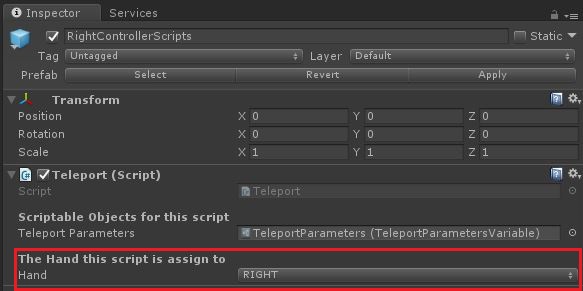 Inspector Services
RightControllerScripts Static
Tag Untagged Layer Default
Prefab Select Revert Apply
Transform
Position X 0 Y 0 Z 0
Rotation X 0 Y 0 Z 0
Scale X 1 Y 1 Z 1
Teleport (Script)
Script Teleport
Scriptable Objects for this script
Teleport Parameters TeleportParameters (TeleportParametersVariable)
The Hand this script is assign to
Hand RIGHT